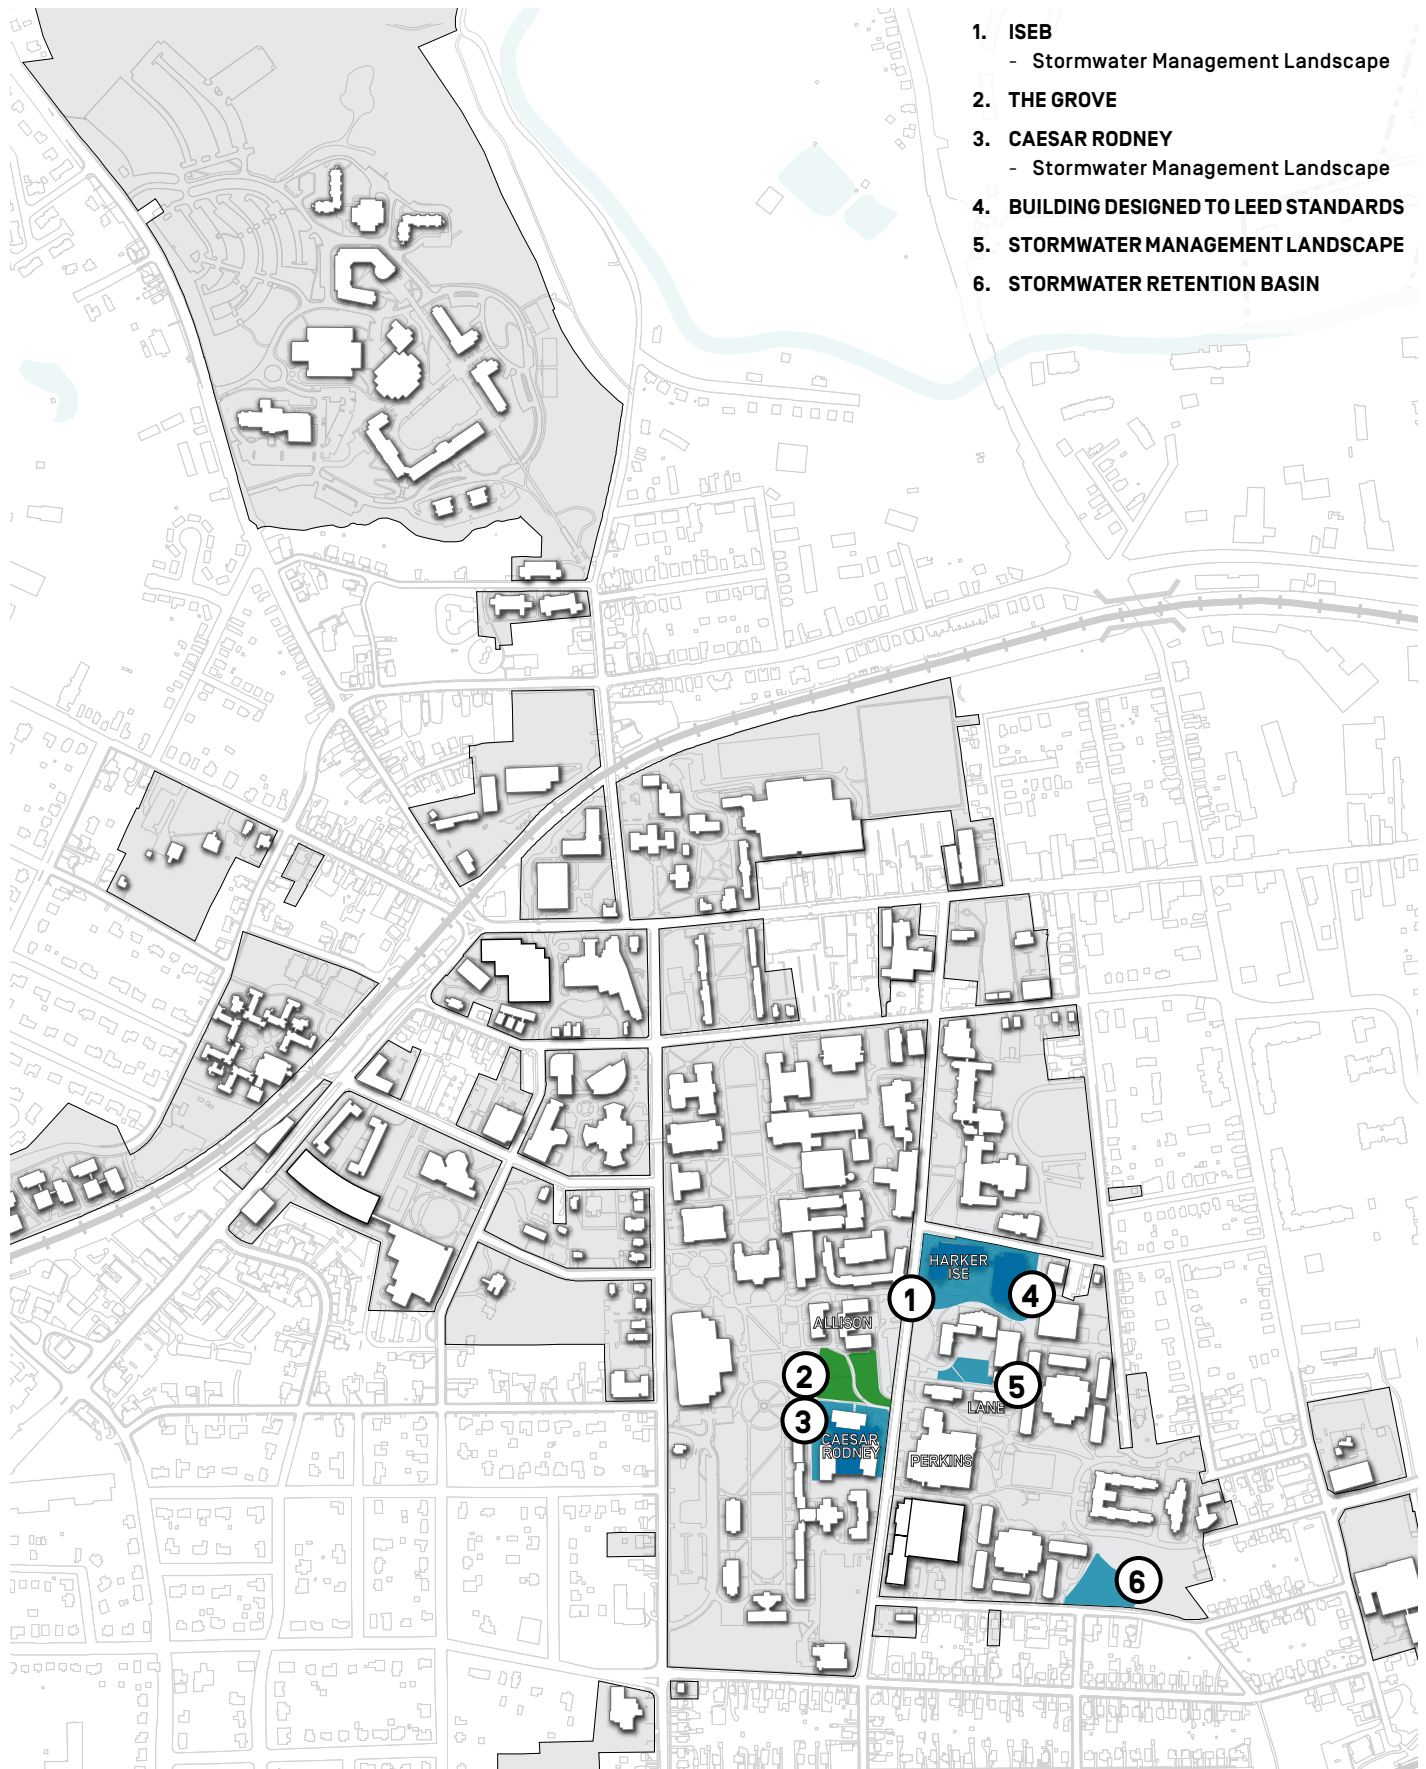 1. ISEB
- Stormwater Management Landscape
2. THE GROVE
3. CAESAR RODNEY
- Stormwater Management Landscape
4. BUILDING DESIGNED TO LEED STANDARDS
5. STORMWATER MANAGEMENT LANDSCAPE
6. STORMWATER RETENTION BASIN
HARKER
ISE
1
4
ALLISON
2
5
LANE
3
CAESAR
RODNEY
PERKINS
6